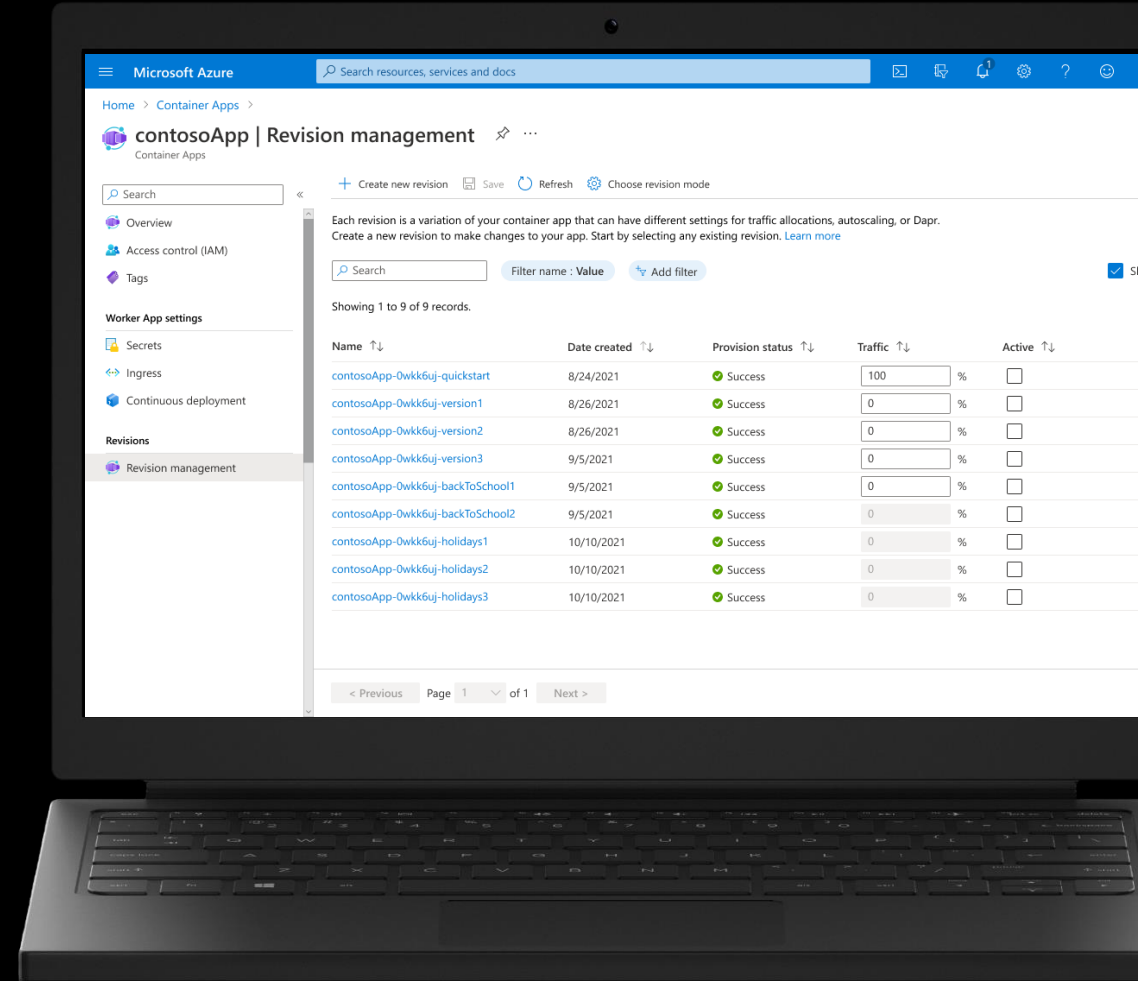 Microsoft Azure
Search resources, services and docs
1
Home > Container Apps >
contosoApp | Revision management
Container Apps
Search
«
Overview
Access control (IAM)
Tags
Worker App settings
Secrets
Ingress
Continuous deployment
Revisions
Revision management
Create new revision Save Refresh Choose revision mode
Each revision is a variation of your container app that can have different settings for traffic allocations, autoscaling, or Dapr.
Create a new revision to make changes to your app. Start by selecting any existing revision. Learn more
Search Filter name : Value Add filter
Showing 1 to 9 of 9 records.
Name Date created Provision status Traffic Active
contosoApp-0wkk6uj-quickstart 8/24/2021 Success 100 %
contosoApp-0wkk6uj-version1 8/26/2021 Success 0 %
contosoApp-0wkk6uj-version2 8/26/2021 Success 0 %
contosoApp-0wkk6uj-version3 9/5/2021 Success 0 %
contosoApp-0wkk6uj-backToSchool1 9/5/2021 Success 0 %
contosoApp-0wkk6uj-backToSchool2 9/5/2021 Success 0 %
contosoApp-0wkk6uj-holidays1 10/10/2021 Success 0 %
contosoApp-0wkk6uj-holidays2 10/10/2021 Success 0 %
contosoApp-0wkk6uj-holidays3 10/10/2021 Success 0 %
< Previous Page 1 of 1 Next >